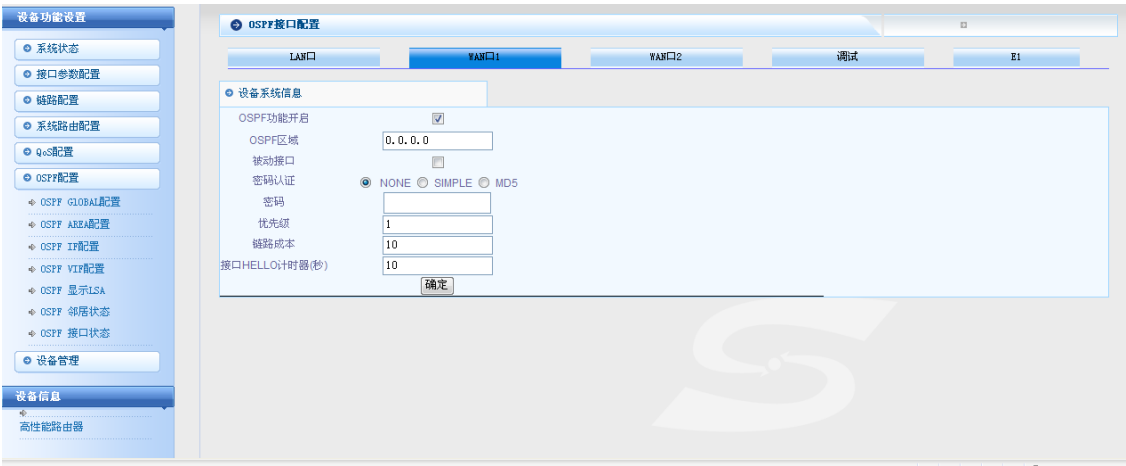 设备功能设置
系统状态
接口参数配置
链路配置
系统路由配置
QoS配置
OSPF配置
OSPF GLOBAL配置
OSPF AREA配置
OSPF IF配置
OSPF VIF配置
OSPF 显示LSA
OSPF 邻居状态
OSPF 接口状态
设备管理
设备信息
高性能路由器
OSPF接口配置
LAN口 WAN口1 WAN口2 调试 E1
设备系统信息
OSPF功能开启
OSPF区域 0.0.0.0
被动接口
密码认证 NONE SIMPLE MD5
密码
优先级 1
链路成本 10
接口HELLO计时器(秒) 10
确定